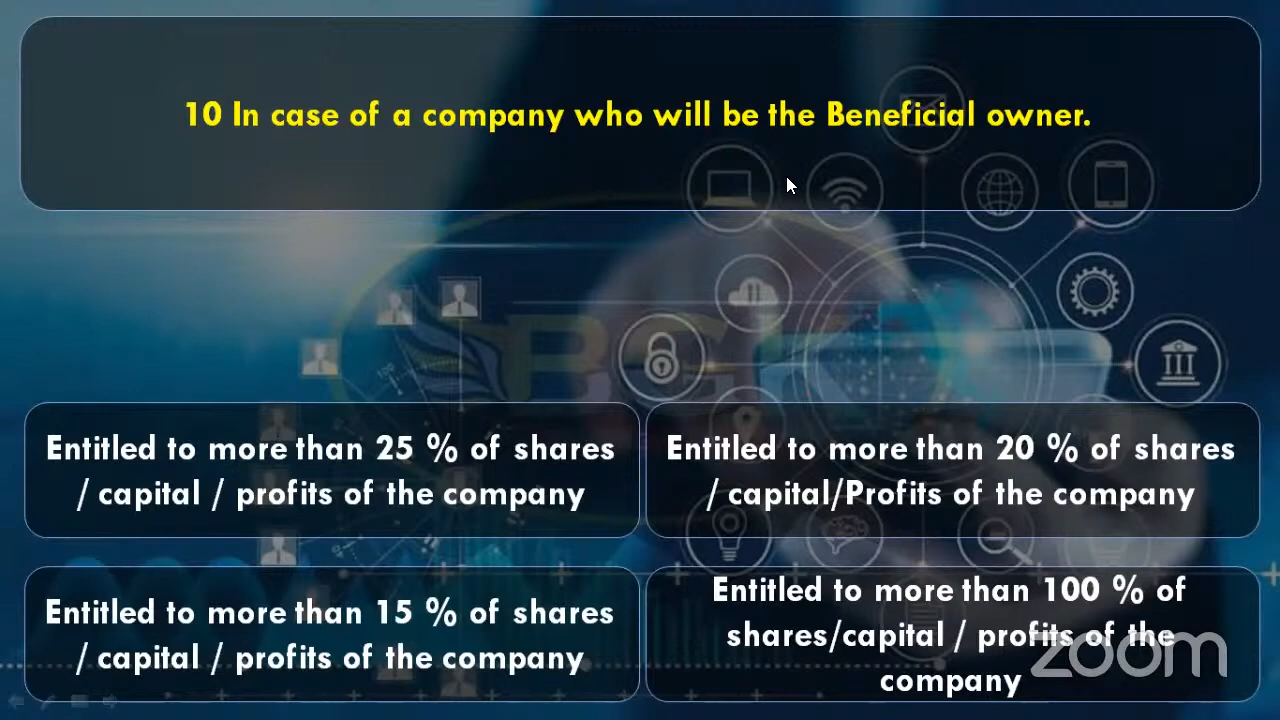 10 In case of a company who will be the Beneficial owner.
Entitled to more than 25 % of shares
/ capital / profits of the company
Entitled to more than 20 % of shares
/ capital/Profits of the company
Entitled to more than 15 % of shares
/ capital / profits of the company
Entitled to more than 100 % of
shares/capital / profits of the
company
zoom